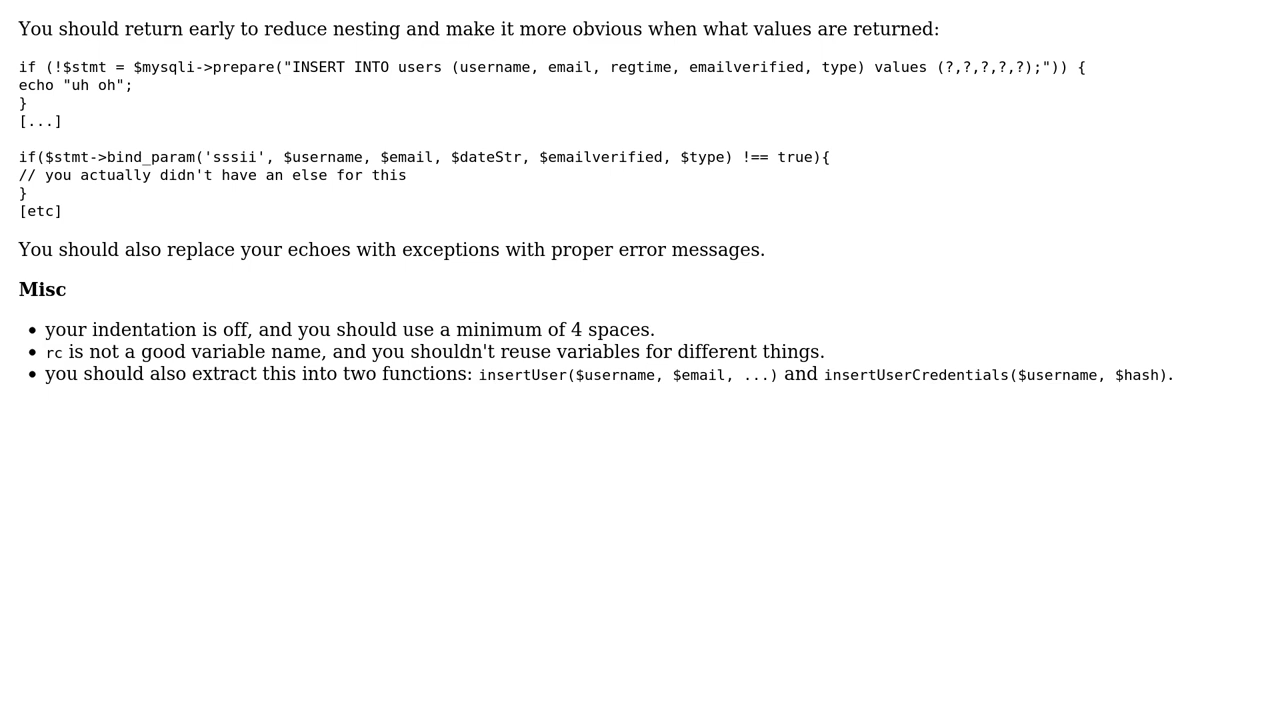 You should return early to reduce nesting and make it more obvious when what values are returned:
if (!$stmt = $mysqli->prepare("INSERT INTO users (username, email, regtime, emailverified, type) values (?,?,?,?,?);")) {
echo "uh oh";
}
[...]
if($stmt->bind_param('sssii', $username, $email, $dateStr, $emailverified, $type) !== true){
// you actually didn't have an else for this
}
[etc]
You should also replace your echoes with exceptions with proper error messages.
Misc
• your indentation is off, and you should use a minimum of 4 spaces.
• rc is not a good variable name, and you shouldn't reuse variables for different things.
• you should also extract this into two functions: insertUser($username, $email, ...) and insertUserCredentials($username, $hash).